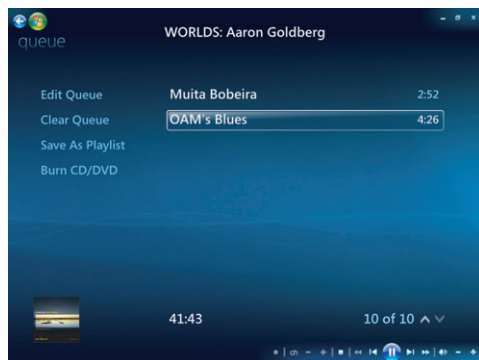 queue
WORLDS: Aaron Goldberg
Edit Queue
Clear Queue
Save As Playlist
Burn CD/DVD
Muita Bobeira 2:52
OAM's Blues 4:26
41:43
10 of 10
ch